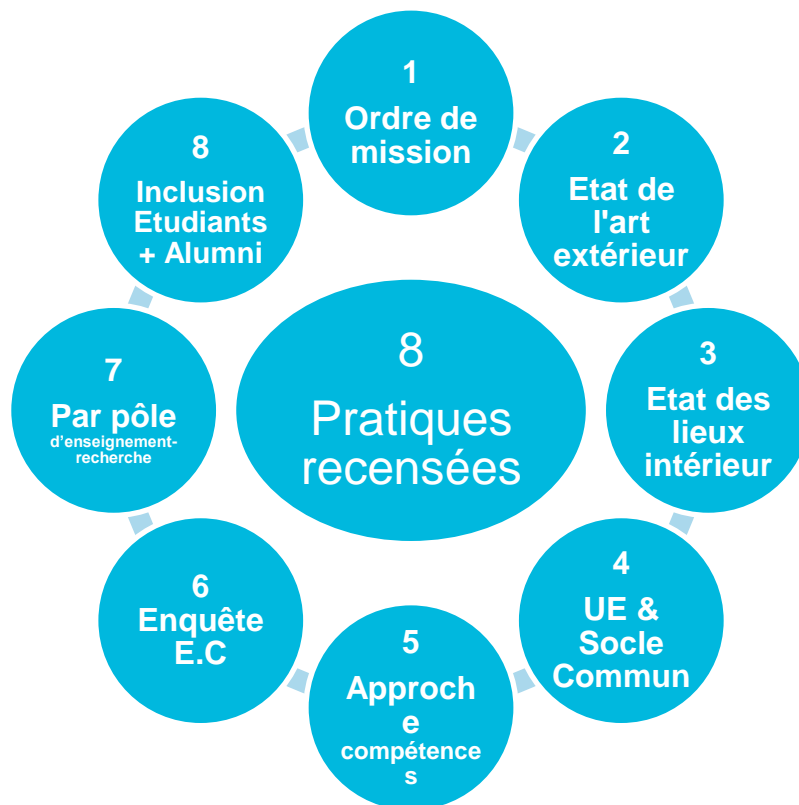 1
Ordre de
mission
2
Etat de
l'art
extérieur
3
Etat des
lieux
intérieur
4
UE &
Socle
Commun
5
Approch
e
compétence
s
6
Enquête
E.C
7
Par pôle
d'enseignement-
recherche
8
Inclusion
Etudiants
+ Alumni
8
Pratiques
recensées